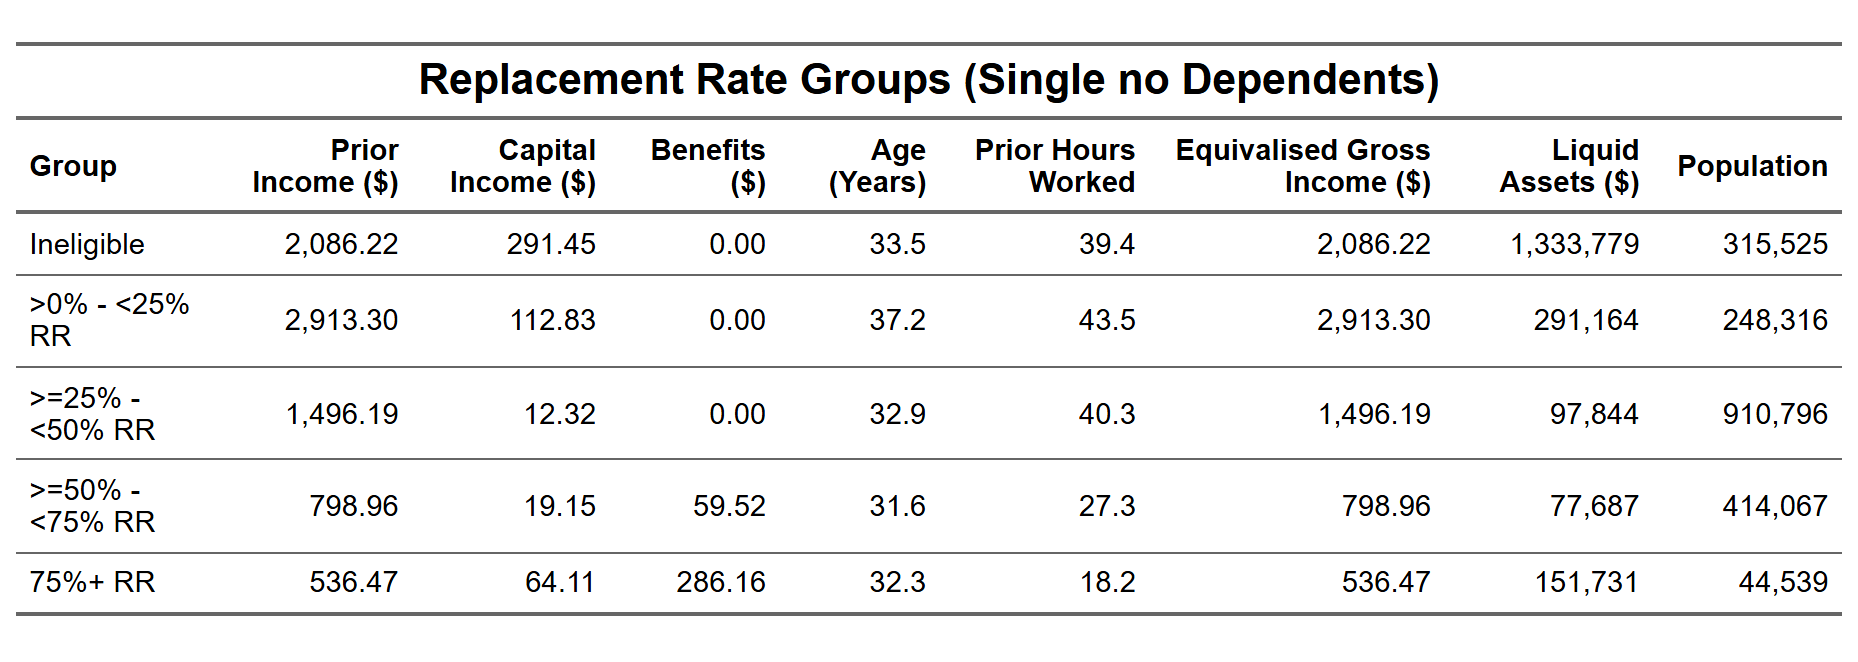 Replacement Rate Groups (Single no Dependents)
Group Prior Income ($) Capital Income ($) Benefits ($) Age (Years) Prior Hours Worked Equivalised Gross Income ($) Liquid Assets ($) Population
Ineligible 2,086.22 291.45 0.00 33.5 39.4 2,086.22 1,333,779 315,525
>0% - <25% RR 2,913.30 112.83 0.00 37.2 43.5 2,913.30 291,164 248,316
>=25% - <50% RR 1,496.19 12.32 0.00 32.9 40.3 1,496.19 97,844 910,796
>=50% - <75% RR 798.96 19.15 59.52 31.6 27.3 798.96 77,687 414,067
75%+ RR 536.47 64.11 286.16 32.3 18.2 536.47 151,731 44,539